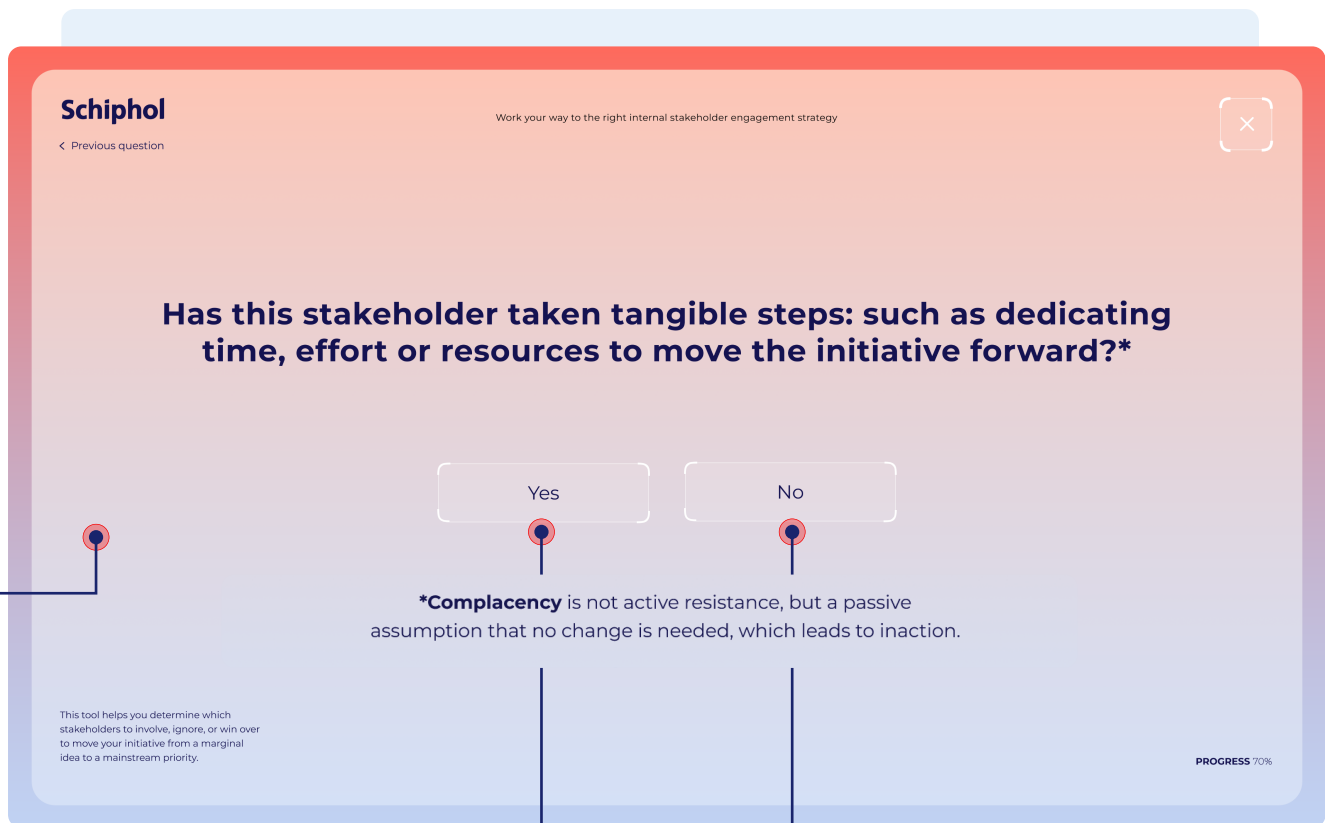 Schiphol
Work your way to the right internal stakeholder engagement strategy
Previous question
Has this stakeholder taken tangible steps: such as dedicating
time, effort or resources to move the initiative forward?*
Yes
No
*Complacency is not active resistance, but a passive
assumption that no change is needed, which leads to inaction.
This tool helps you determine which
stakeholders to involve, ignore, or win over
to move your initiative from a marginal
idea to a mainstream priority.
PROGRESS 70%